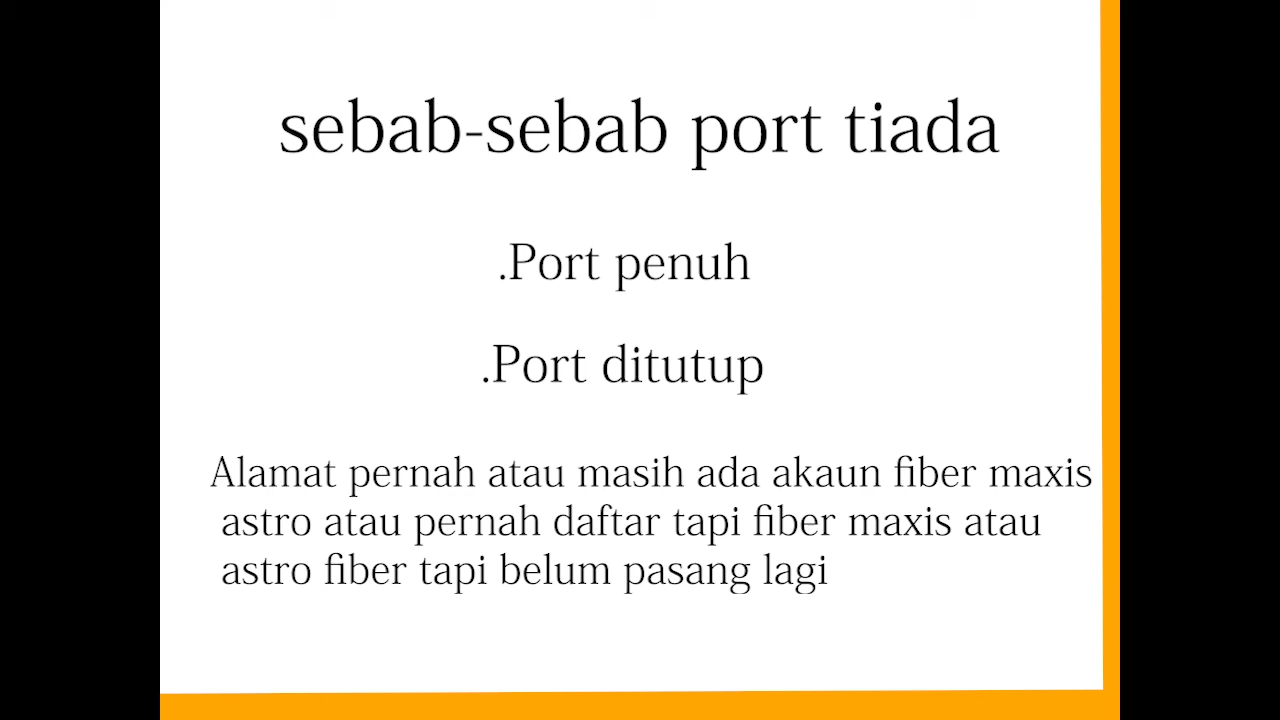 sebab-sebab port tiada
.Port penuh
.Port ditutup
Alamat pernah atau masih ada akaun fiber maxis
astro atau pernah daftar tapi fiber maxis atau
astro fiber tapi belum pasang lagi